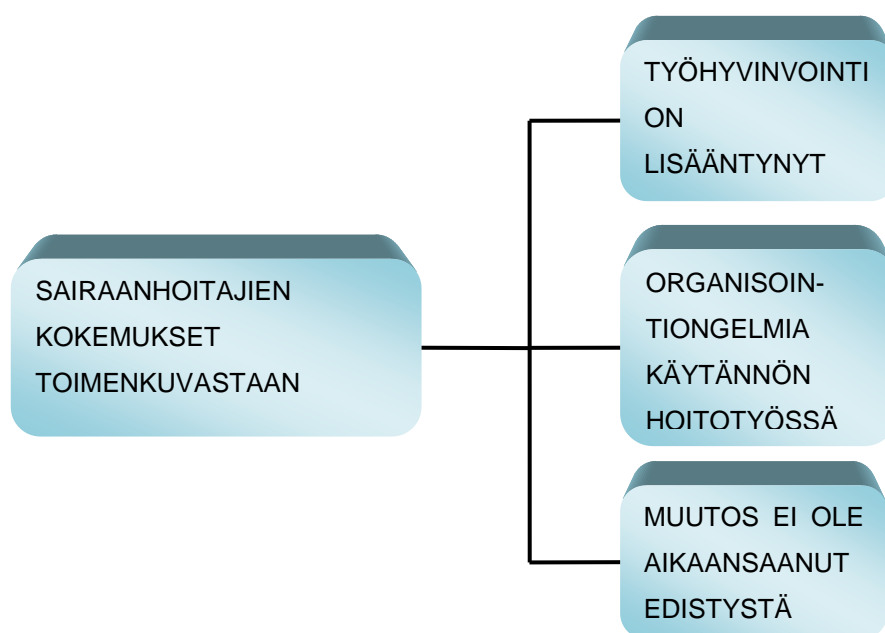 SAIRAANHOITAJIEN
KOKEMUKSET
TOIMENKUVASTAAN
TYÖHYVINVOINTI
ON
LISÄÄNTYNYT
ORGANISOIN-
TIONGELMIA
KÄYTÄNNÖN
HOITOTYÖSSÄ
MUUTOS EI OLE
AIKAANSAANUT
EDISTYSTÄ